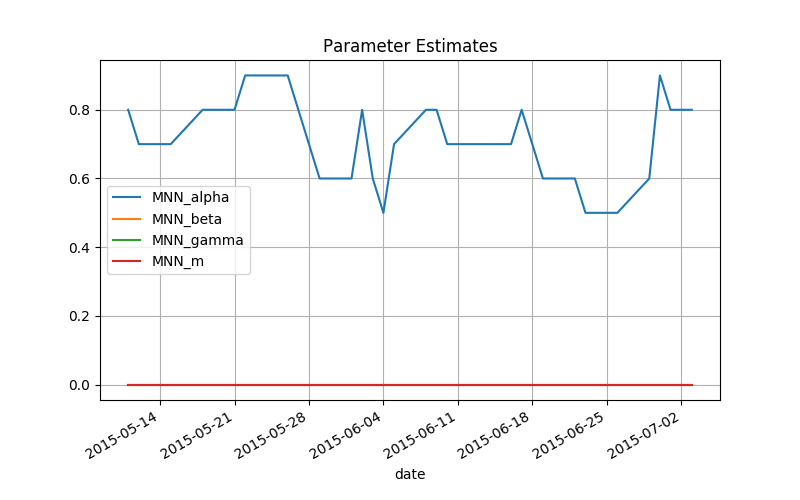 Parameter Estimates
0.8
0.6
0.4
0.2
0.0
MNN_alpha
MNN_beta
MNN_gamma
MNN_m
2015-05-14
2015-05-21
2015-05-28
2015-06-04
2015-06-11
2015-06-18
2015-06-25
2015-07-02
date